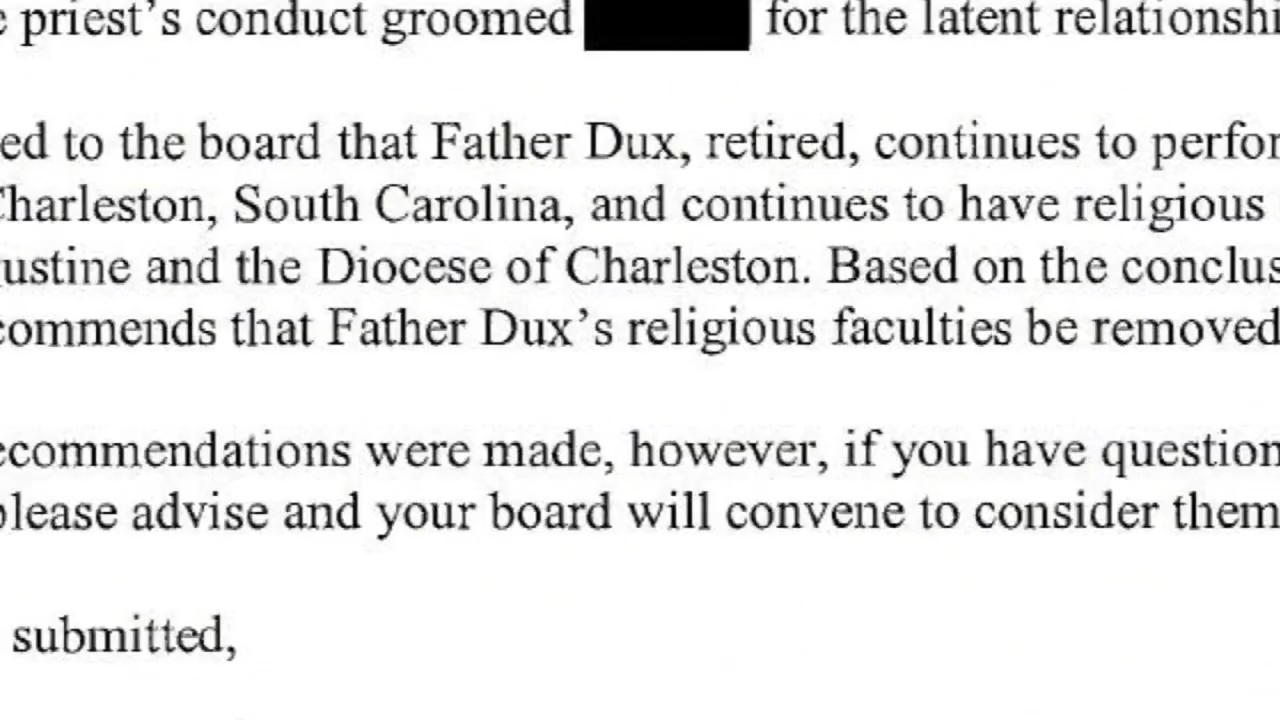 e priest's conduct groomed for the latent relationshi
ed to the board that Father Dux, retired, continues to perfor
Charleston, South Carolina, and continues to have religious
ustine and the Diocese of Charleston. Based on the conclus
commends that Father Dux's religious faculties be removed
ecommendations were made, however, if you have question
please advise and your board will convene to consider them
submitted,